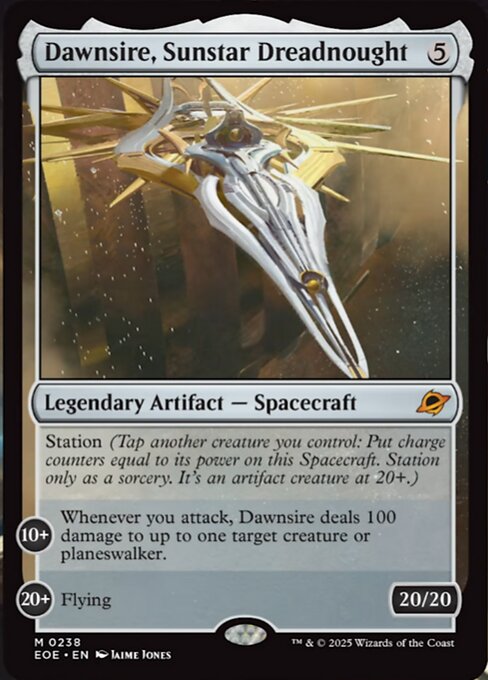 Dawnsire, Sunstar Dreadnought 5
Legendary Artifact — Spacecraft
Station (Tap another creature you control: Put charge
counters equal to its power on this Spacecraft. Station
only as a sorcery. It's an artifact creature at 20+.)
Whenever you attack, Dawnsire deals 100
10+ damage to up to one target creature or
planeswalker.
20+ Flying
20/20
M 0238
EOE • EN Jaime Jones
™ & © 2025 Wizards of the Coast